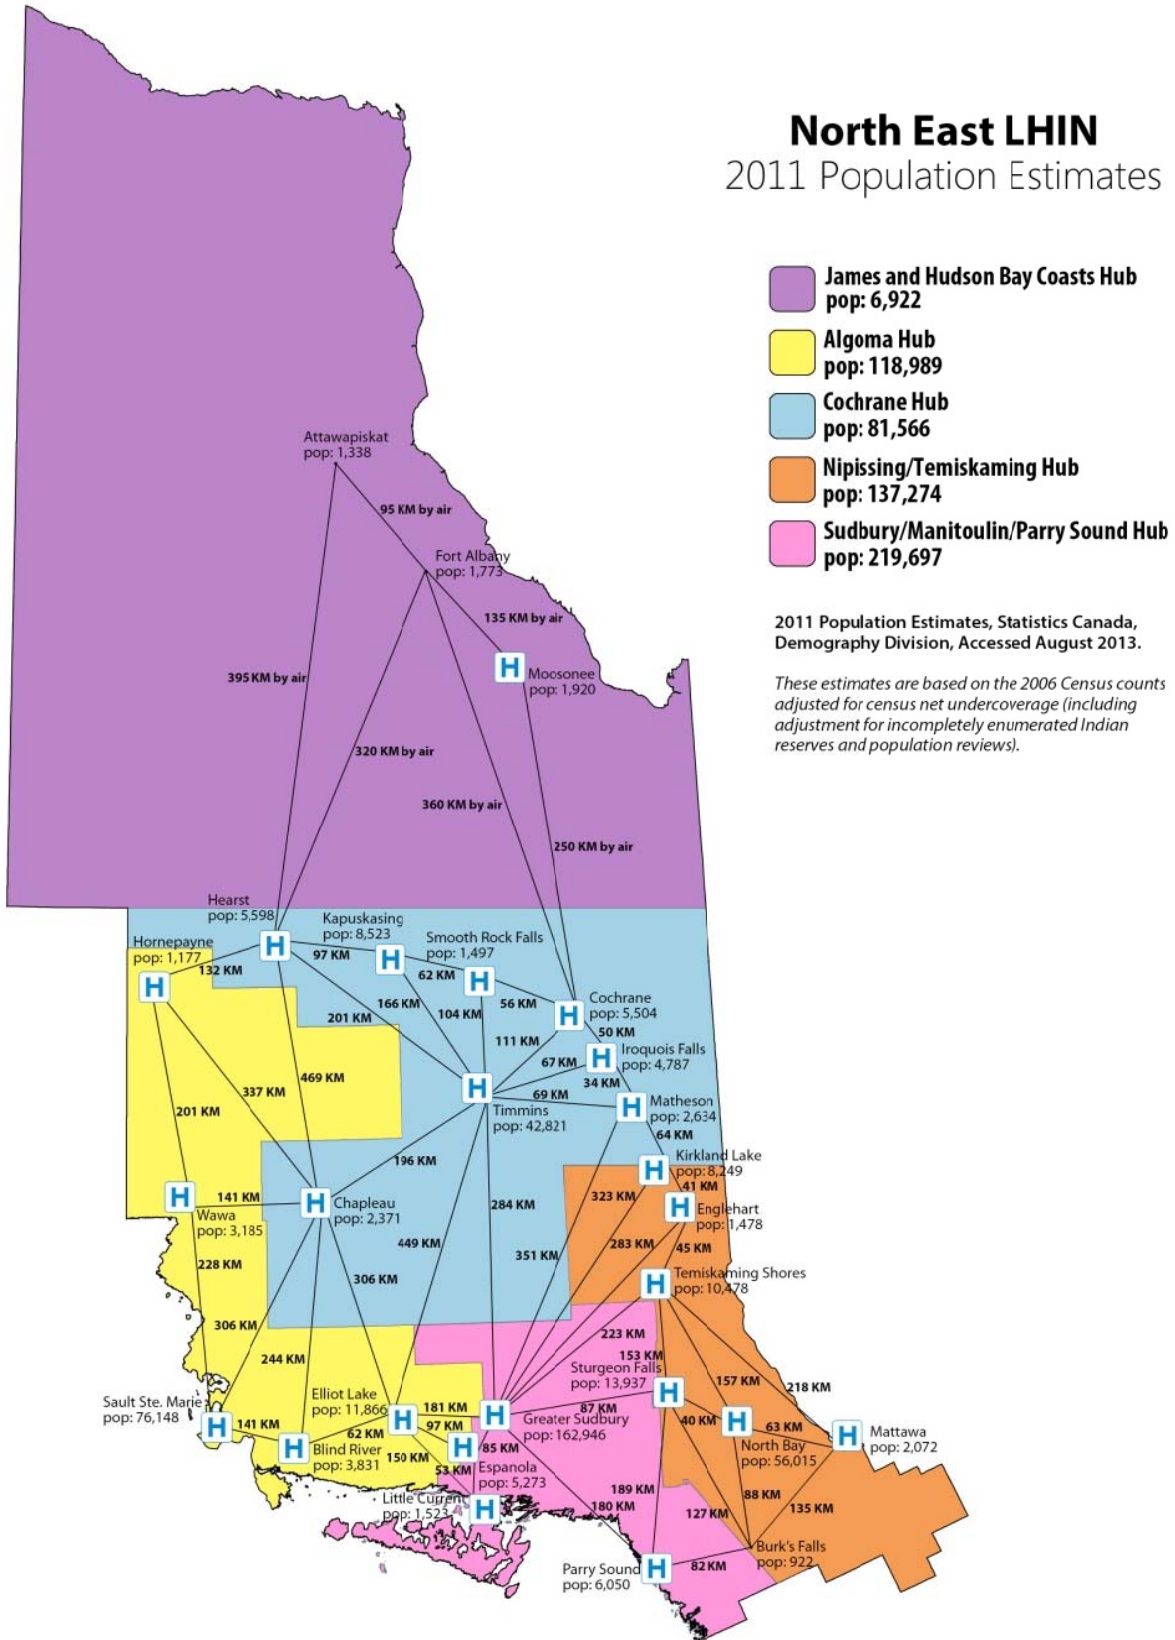 North East LHIN
2011 Population Estimates
James and Hudson Bay Coasts Hub
pop: 6,922
Algoma Hub
pop: 118,989
Cochrane Hub
pop: 81,566
Nipissing/Temiskaming Hub
pop: 137,274
Sudbury/Manitoulin/Parry Sound Hub
pop: 219,697
2011 Population Estimates, Statistics Canada,
Demography Division, Accessed August 2013.
These estimates are based on the 2006 Census counts
adjusted for census net undercoverage (including
adjustment for incompletely enumerated Indian
reserves and population reviews).
Attawapiskat
pop: 1,338
95 KM by air
Fort Albany
pop: 1,773
135 KM by air
H
Moosonee
pop: 1,920
395 KM by air
320 KM by air
360 KM by air
250 KM by air
Hearst
pop: 5,598
H
Kapuskasing
pop: 8,523
H
Smooth Rock Falls
pop: 1,497
H
Hornepayne
pop: 1,177
H
132 KM
97 KM
62 KM
56 KM
Cochrane
pop: 5,504
H
166 KM
104 KM
201 KM
111 KM
50 KM
Iroquois Falls
pop: 4,787
H
67 KM
34 KM
69 KM
Timmins
pop: 42,821
H
Matheson
pop: 2,634
H
64 KM
469 KM
337 KM
201 KM
196 KM
Kirkland Lake
pop: 8,249
H
41 KM
Englehart
pop: 1,478
H
323 KM
284 KM
141 KM
Wawa
pop: 3,185
H
Chapleau
pop: 2,371
H
449 KM
351 KM
283 KM
45 KM
228 KM
306 KM
Temiskaming Shores
pop: 10,478
H
306 KM
244 KM
223 KM
153 KM
Sturgeon Falls
pop: 13,937
H
157 KM
218 KM
Sault Ste. Marie
pop: 76,148
H
141 KM
Elliot Lake
pop: 11,866
H
181 KM
97 KM
62 KM
Blind River
pop: 3,831
H
150 KM
H
Greater Sudbury
pop: 162,946
87 KM
85 KM
40 KM
H
North Bay
pop: 56,015
63 KM
H
Mattawa
pop: 2,072
H
Espanola
pop: 5,273
53 KM
Little Current
pop: 1,523
H
189 KM
180 KM
88 KM
135 KM
127 KM
Burk's Falls
pop: 922
Parry Sound
pop: 6,050
H
82 KM